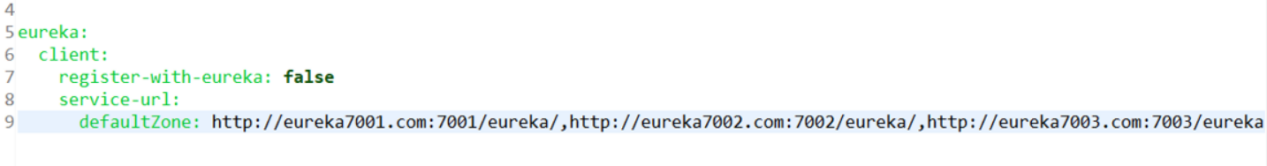 4
5 eureka:
6   client:
7     register-with-eureka: false
8     service-url:
9       defaultZone: http://eureka7001.com:7001/eureka/,http://eureka7002.com:7002/eureka/,http://eureka7003.com:7003/eureka